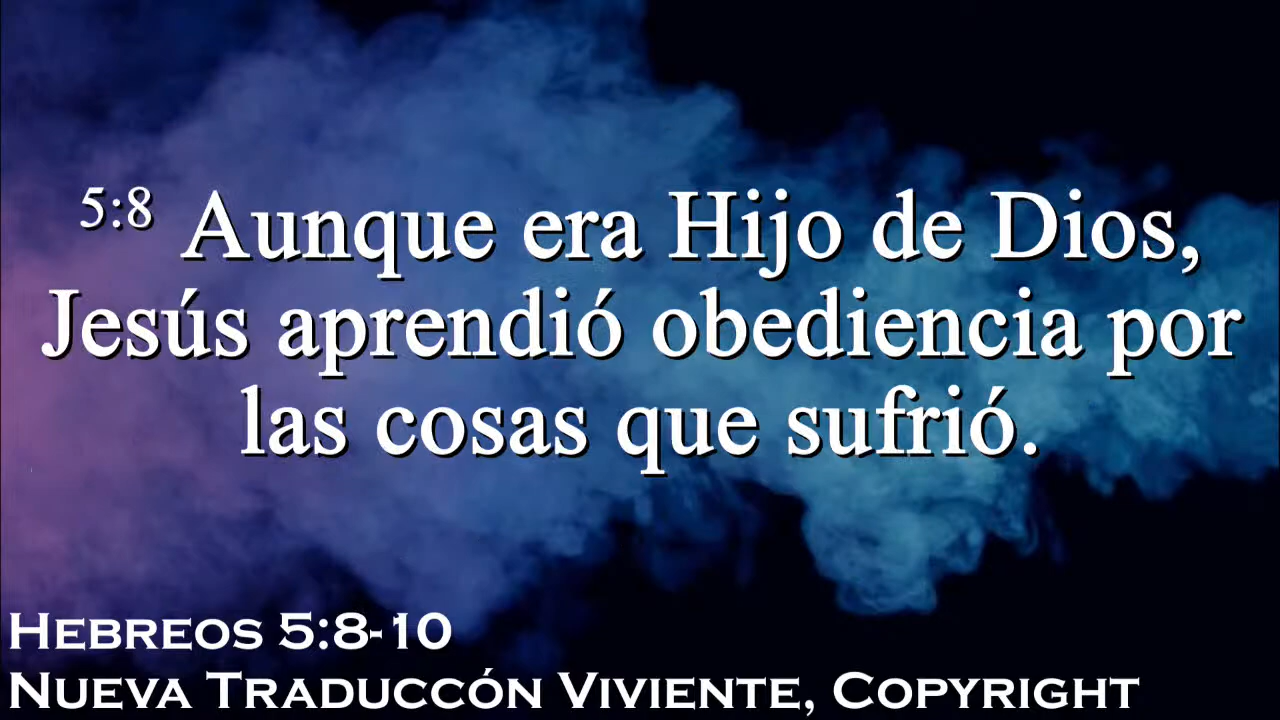 5:8 Aunque era Hijo de Dios,
Jesús aprendió obediencia por
las cosas que sufrió.
Hebreos 5:8-10
Nueva Traduccón Viviente, Copyright